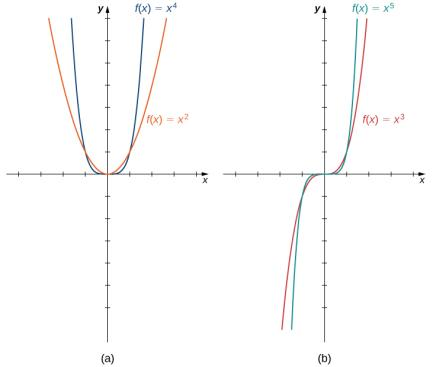 y
f(x) = x⁴
f(x) = x²
x
(a)
y
f(x) = x⁵
f(x) = x³
x
(b)